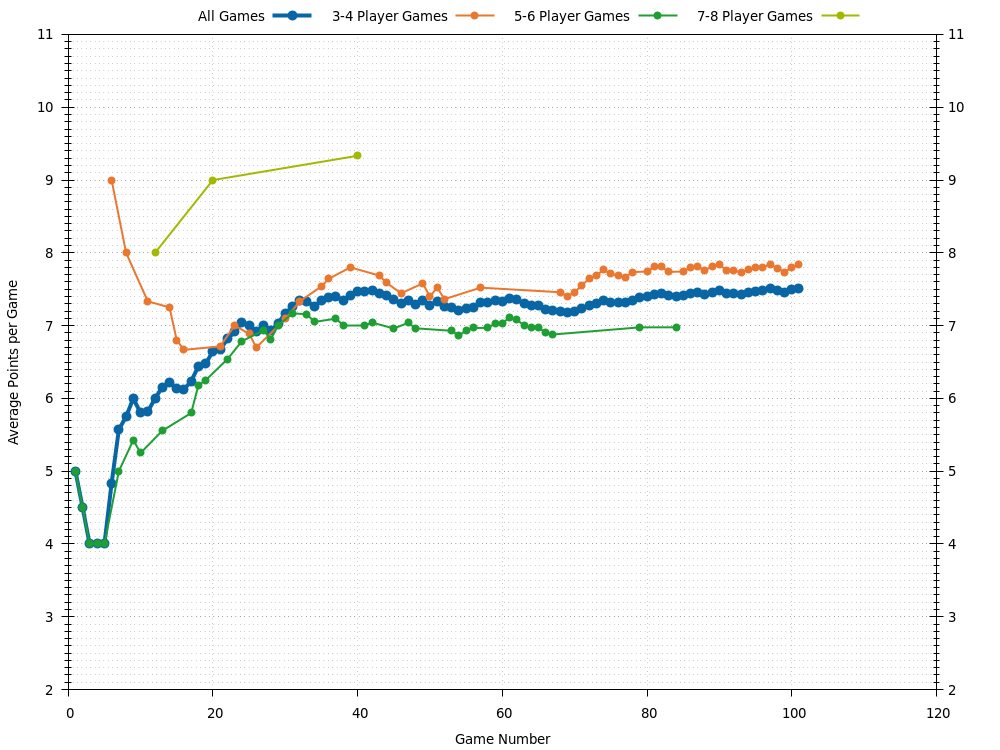 All Games 3-4 Player Games 5-6 Player Games 7-8 Player Games
11 11
10 10
9 9
8 8
7 7
6 6
5 5
4 4
3 3
2 2
Average Points per Game
0 20 40 60 80 100 120
Game Number